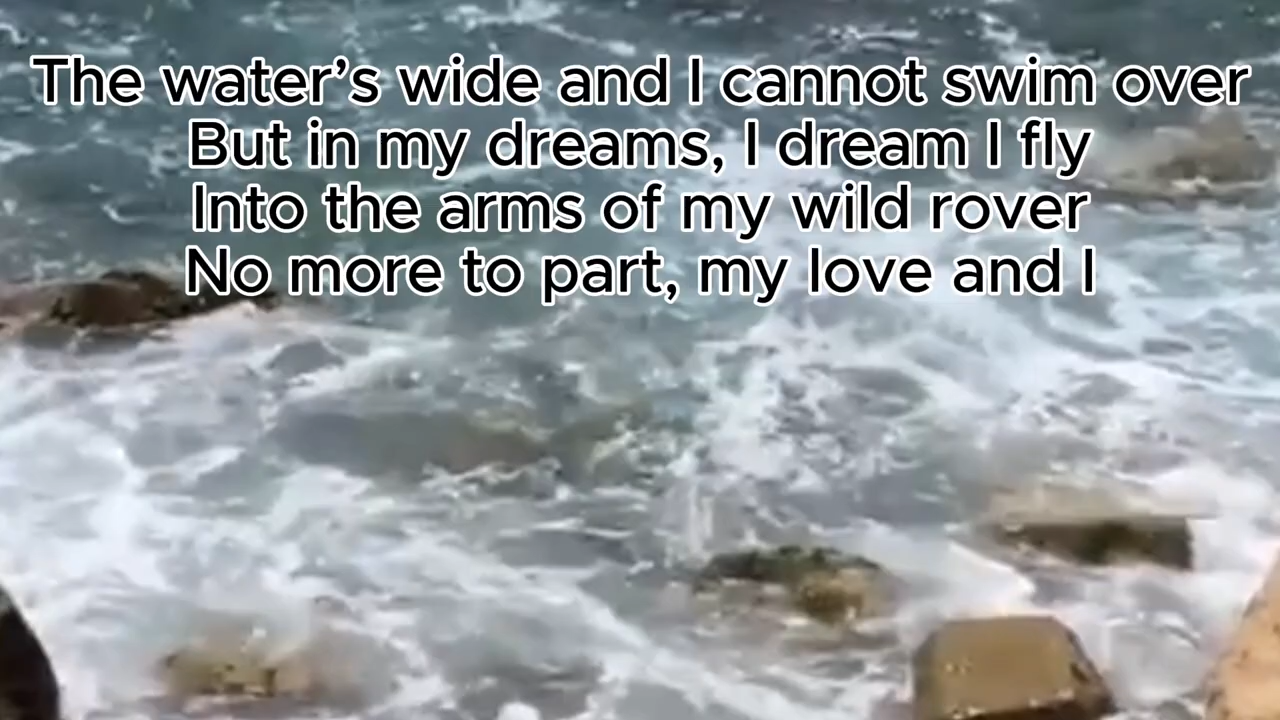 The water’s wide and I cannot swim over
But in my dreams, I dream I fly
Into the arms of my wild rover
No more to part, my love and I